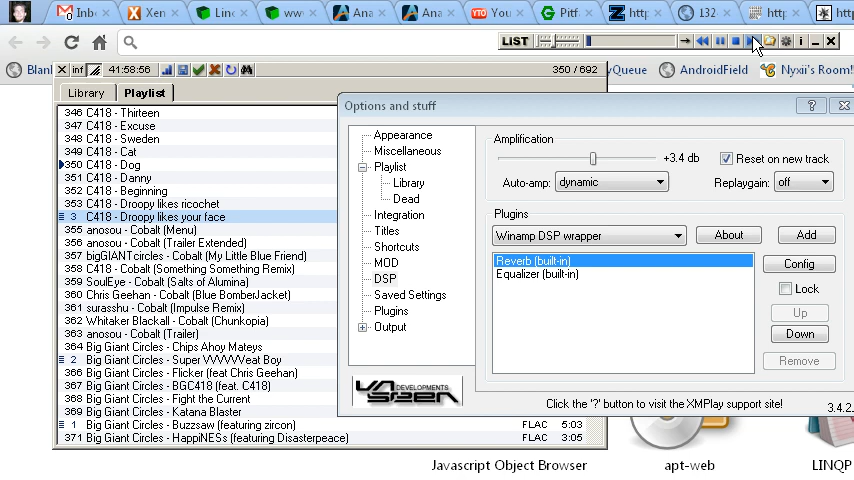 Inbo
Xen
Linc
www
Ana
Ana
You
Pitf
http
132-
http
http
LIST
Blanl
yQueue
AndroidField
Nyxii's Room!
inf 41:58:56 350 / 692
Library Playlist
346 C418 - Thirteen
347 C418 - Excuse
348 C418 - Sweden
349 C418 - Cat
350 C418 - Dog
351 C418 - Danny
352 C418 - Beginning
353 C418 - Droopy likes ricochet
3 C418 - Droopy likes your face
355 anosou - Cobalt (Menu)
356 anosou - Cobalt (Trailer Extended)
357 bigGIANTcircles - Cobalt (My Little Blue Friend)
358 C418 - Cobalt (Something Something Remix)
359 SoulEye - Cobalt (Salts of Alumina)
360 Chris Geehan - Cobalt (Blue BomberJacket)
361 surasshu - Cobalt (Impulse Remix)
362 Whitaker Blackall - Cobalt (Chunkopia)
363 anosou - Cobalt (Trailer)
364 Big Giant Circles - Chips Ahoy Mateys
2 Big Giant Circles - Super VVVVVVeat Boy
366 Big Giant Circles - Flicker (feat Chris Geehan)
367 Big Giant Circles - BGC418 (feat. C418)
368 Big Giant Circles - Fight the Current
369 Big Giant Circles - Katana Blaster
1 Big Giant Circles - Buzzsaw (featuring zircon) FLAC 5:03
371 Big Giant Circles - HappiNESs (featuring Disasterpeace) FLAC 3:05
Options and stuff
Appearance
Miscellaneous
Playlist
Library
Dead
Integration
Titles
Shortcuts
MOD
DSP
Saved Settings
Plugins
Output
UN4SEEN DEVELOPMENTS
Amplification
+3.4 db
Reset on new track
Auto-amp: dynamic
Replaygain: off
Plugins
Winamp DSP wrapper
About
Add
Reverb (built-in)
Equalizer (built-in)
Config
Lock
Up
Down
Remove
Click the '?' button to visit the XMPlay support site!
3.4.2.
Javascript Object Browser
apt-web
LINQP